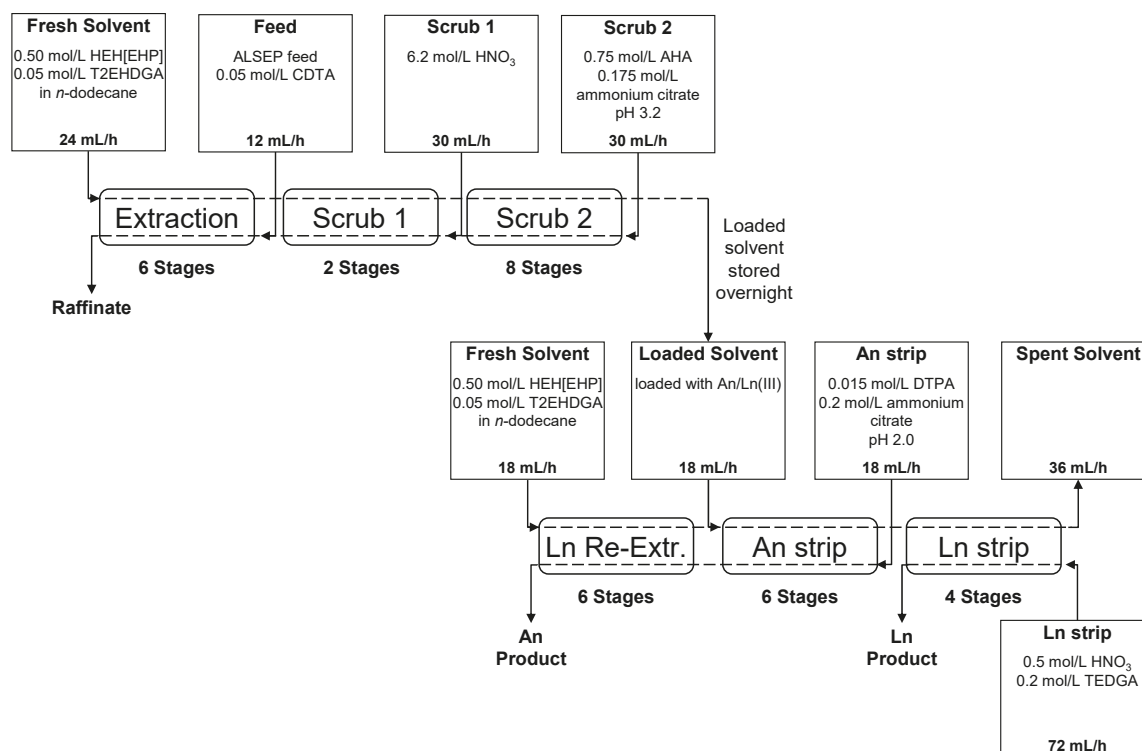 Fresh Solvent
0.50 mol/L HEH[EHP]
0.05 mol/L T2EHDGA
in n-dodecane
24 mL/h
Feed
ALSEP feed
0.05 mol/L CDTA
12 mL/h
Scrub 1
6.2 mol/L HNO₃
30 mL/h
Scrub 2
0.75 mol/L AHA
0.175 mol/L
ammonium citrate
pH 3.2
30 mL/h
Extraction
Scrub 1
Scrub 2
6 Stages
2 Stages
8 Stages
Raffinate
Loaded
solvent
stored
overnight
Fresh Solvent
0.50 mol/L HEH[EHP]
0.05 mol/L T2EHDGA
in n-dodecane
18 mL/h
Loaded Solvent
loaded with An/Ln(III)
18 mL/h
An strip
0.015 mol/L DTPA
0.2 mol/L ammonium
citrate
pH 2.0
18 mL/h
Spent Solvent
36 mL/h
Ln Re-Extr.
An strip
Ln strip
6 Stages
6 Stages
4 Stages
An
Product
Ln
Product
Ln strip
0.5 mol/L HNO₃
0.2 mol/L TEDGA
72 mL/h